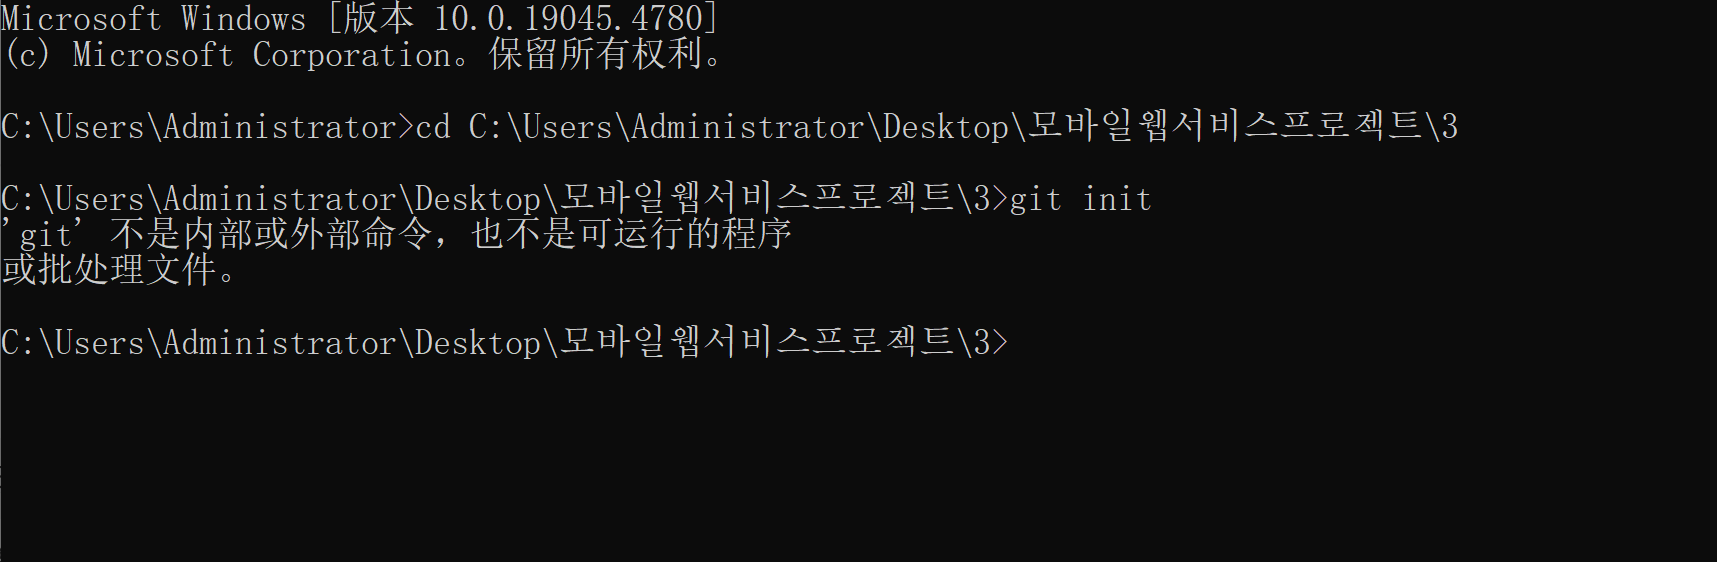 Microsoft Windows [版本 10.0.19045.4780]
(c) Microsoft Corporation。保留所有权利。
C:\Users\Administrator>cd C:\Users\Administrator\Desktop\모바일웹서비스프로젝트\3
C:\Users\Administrator\Desktop\모바일웹서비스프로젝트\3>git init
'git' 不是内部或外部命令，也不是可运行的程序
或批处理文件。
C:\Users\Administrator\Desktop\모바일웹서비스프로젝트\3>